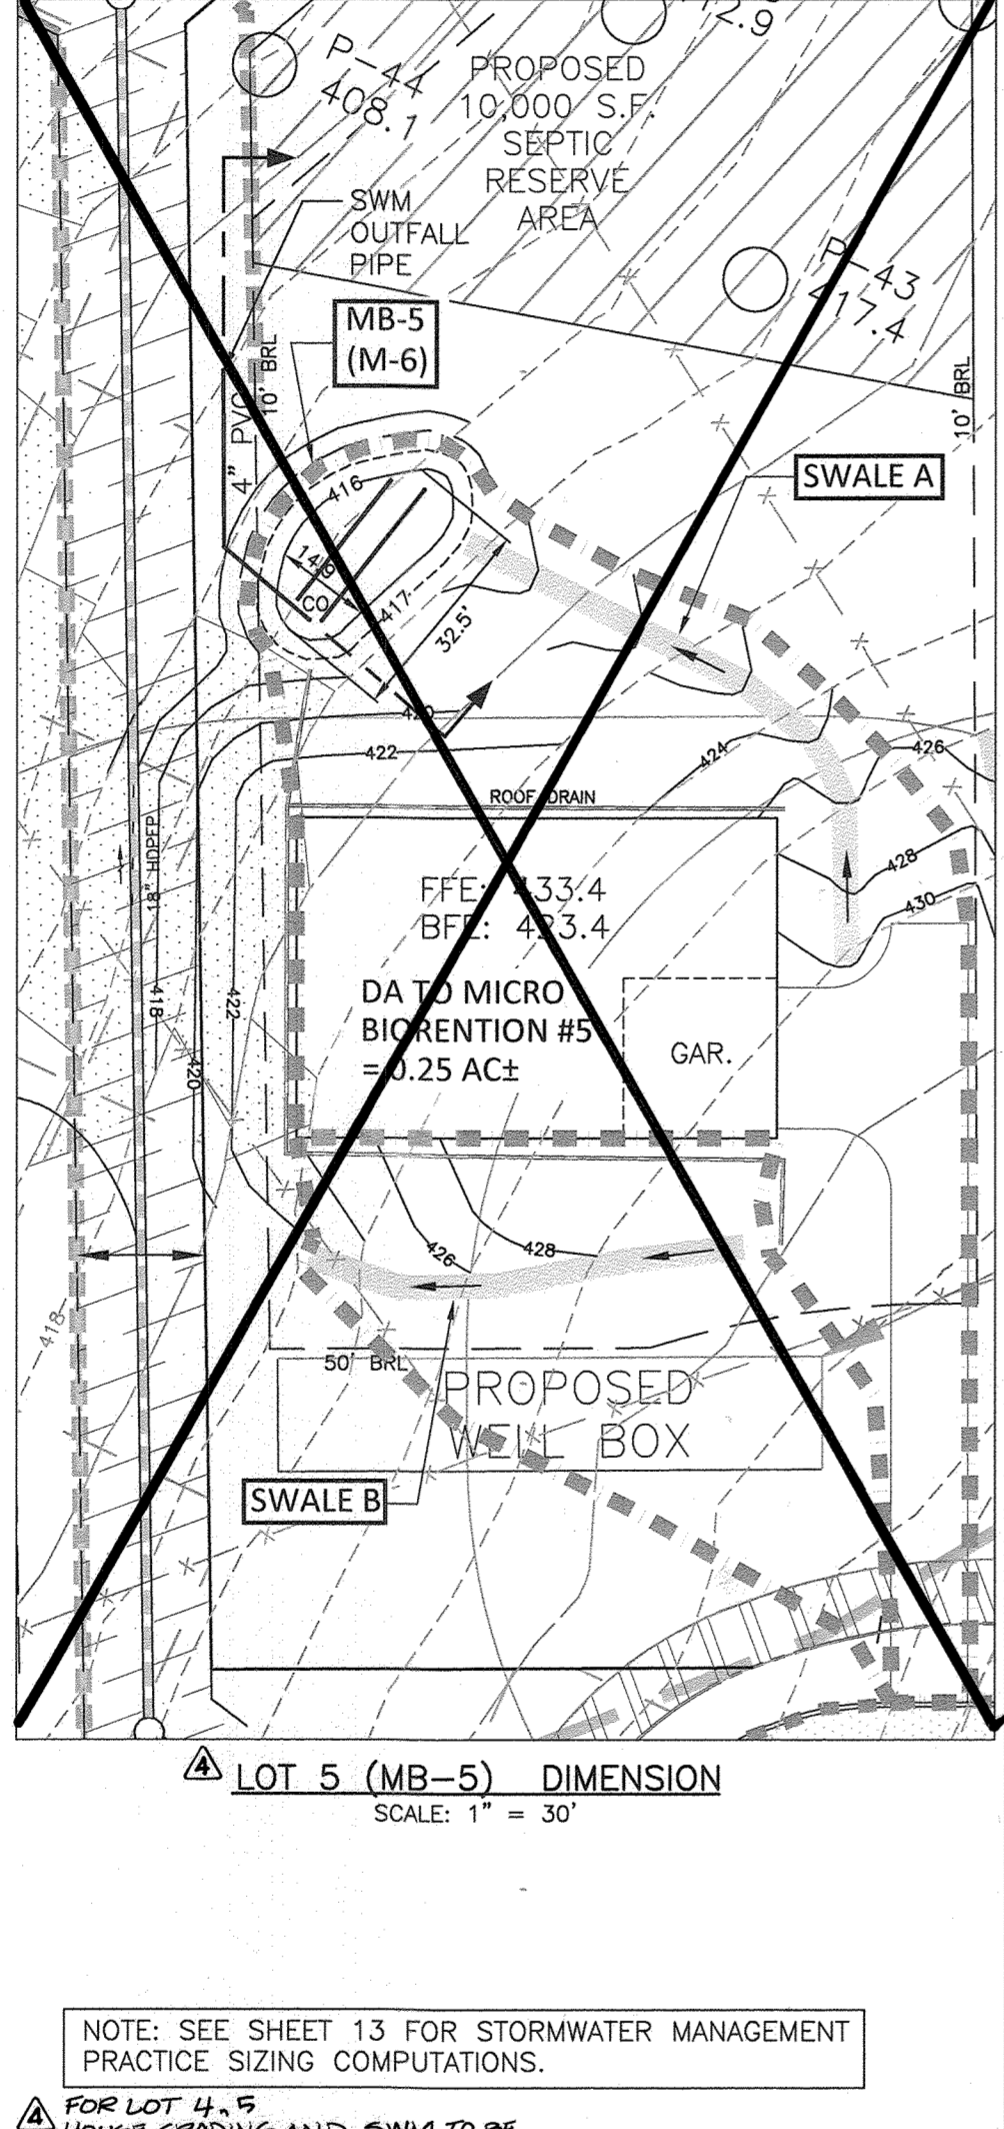 P-44
408.1
PROPOSED
10,000 S.F.
SEPTIC
RESERVE
AREA
SWM
OUTFALL
PIPE
MB-5
(M-6)
P-43
417.4
10' BRL
10' BRL
4" PVC
SWALE A
416
CO
417
32.5'
420
422
424
426
ROOF DRAIN
18" HDPEP
428
430
FFE: 433.4
BFE: 423.4
DA TO MICRO
BIORENTION #5
= 0.25 AC±
GAR.
418
422
420
426
428
418
50' BRL
PROPOSED
WELL BOX
SWALE B
4
LOT 5 (MB-5) DIMENSION
SCALE: 1" = 30'
NOTE: SEE SHEET 13 FOR STORMWATER MANAGEMENT
PRACTICE SIZING COMPUTATIONS.
4
FOR LOT 4,5